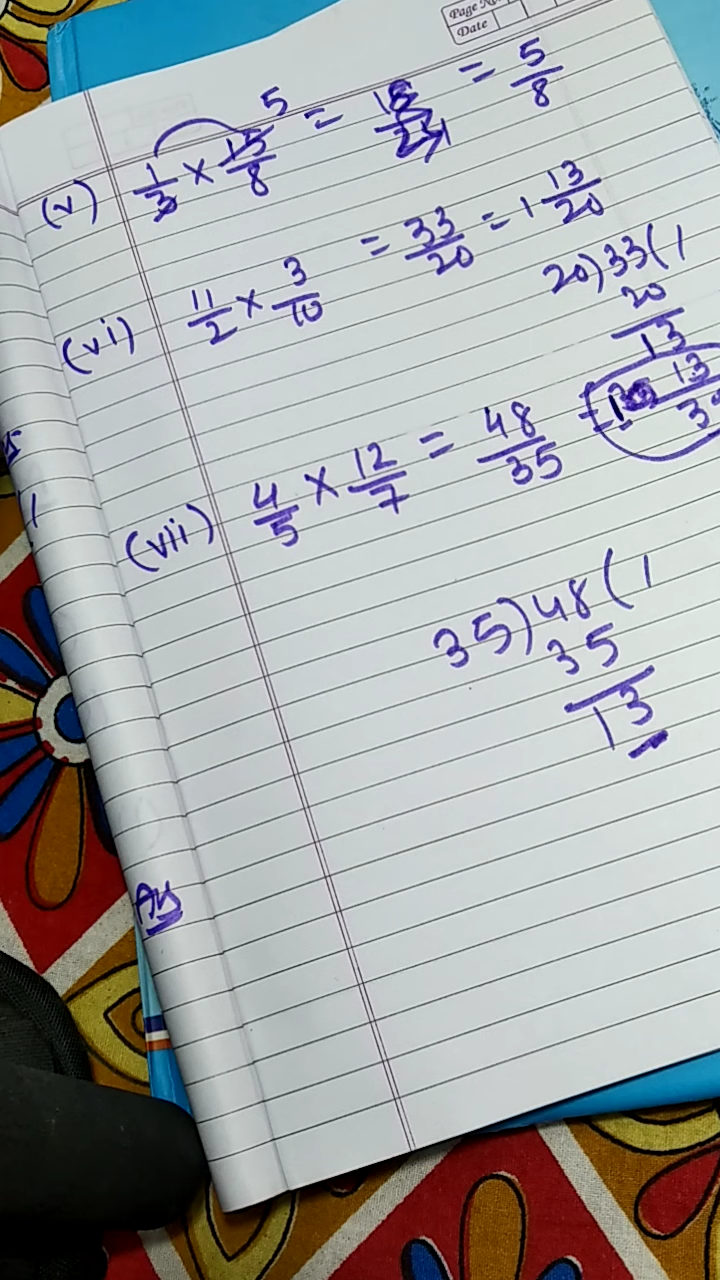 Page No.
Date
(v) 1/3 × 15/8 5 = 15/24 = 5/8
(vi) 11/2 × 3/10 = 33/20 = 1 13/20
20)33(1
20
13
(vii) 4/5 × 12/7 = 48/35 = 1 13/35
35)48(1
35
13